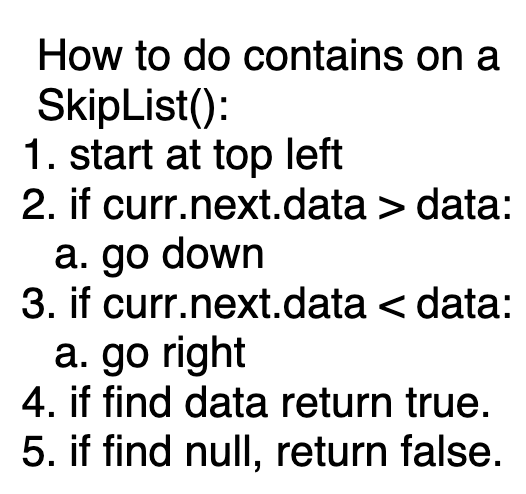 How to do contains on a
SkipList():
1. start at top left
2. if curr.next.data > data:
a. go down
3. if curr.next.data < data:
a. go right
4. if find data return true.
5. if find null, return false.